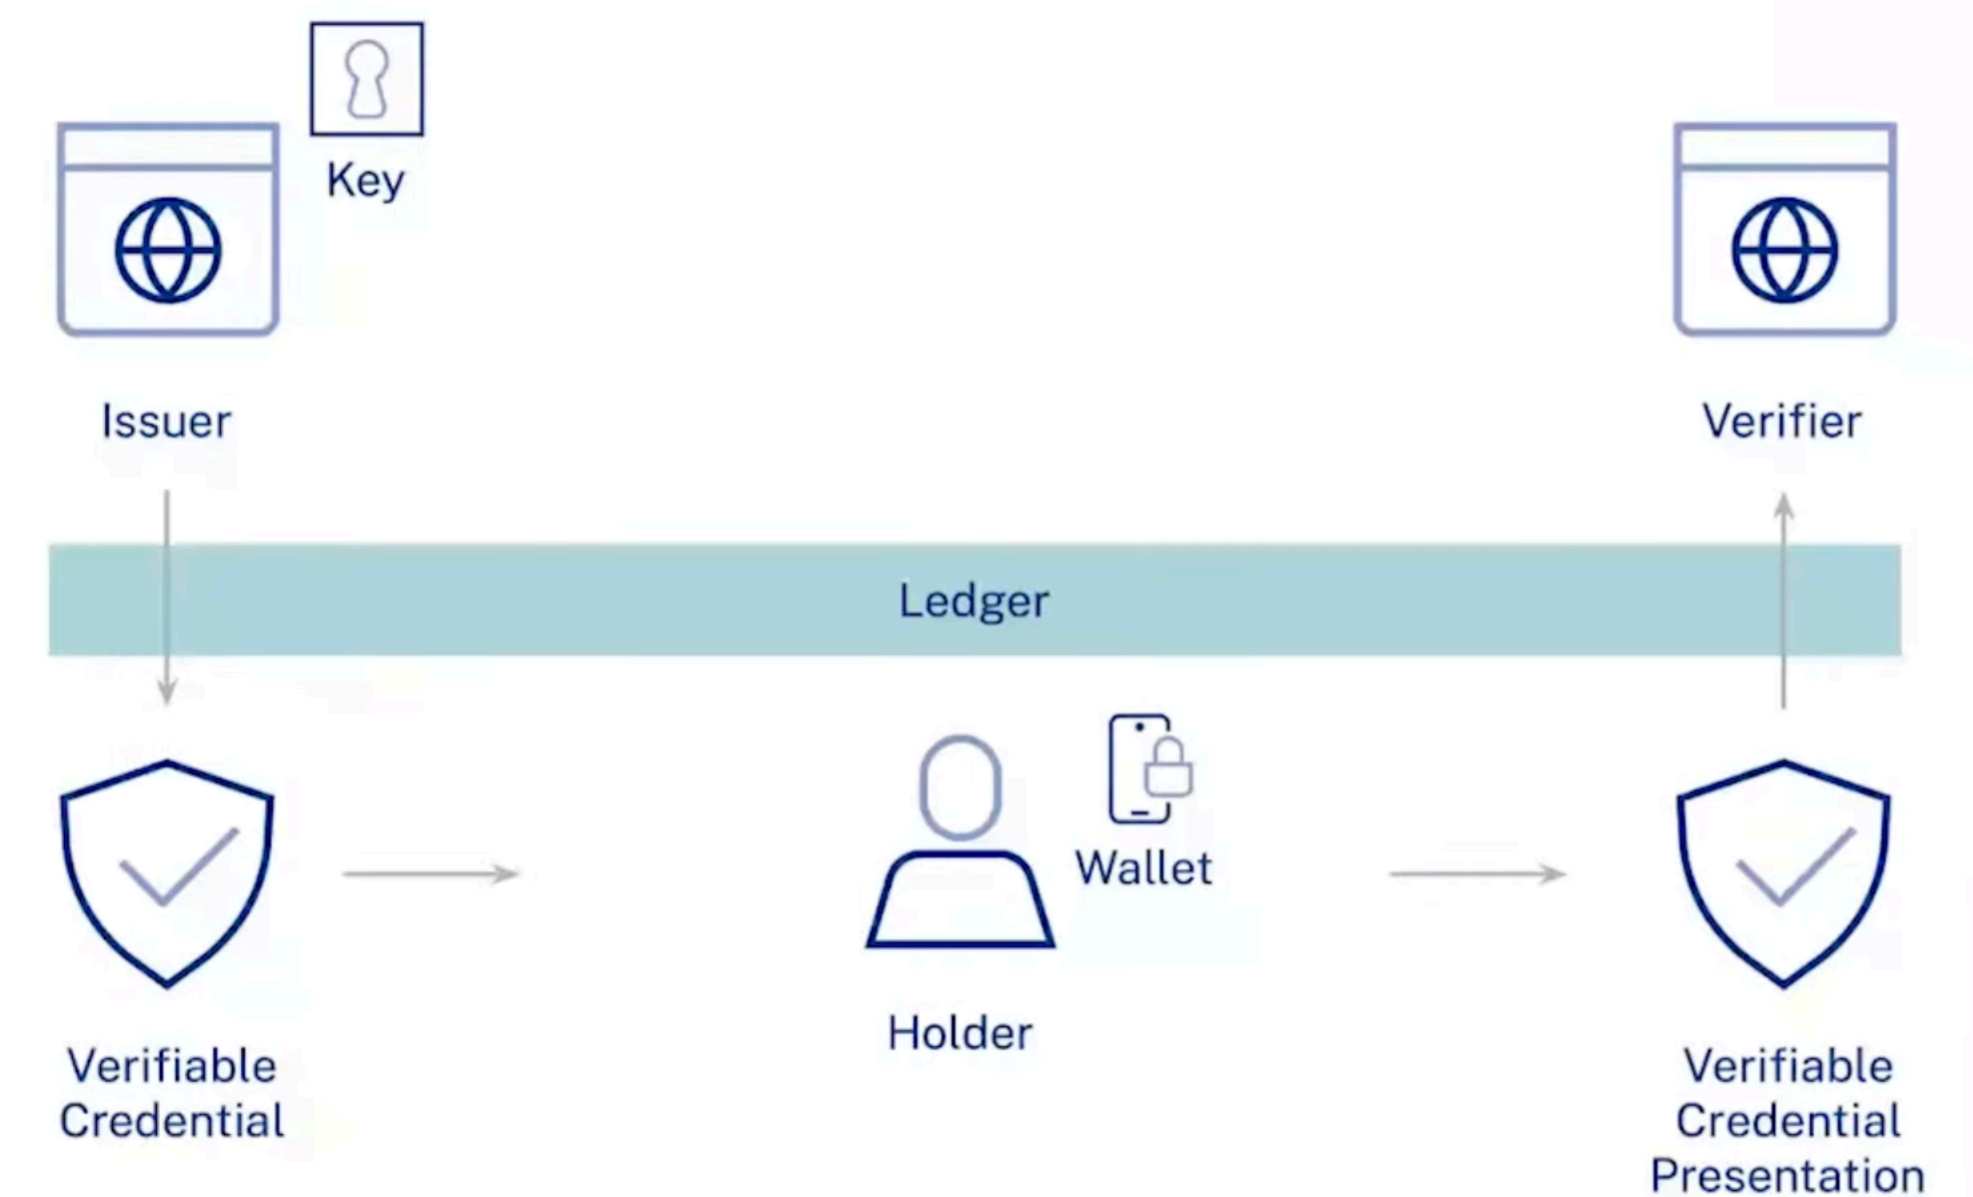 Key
Issuer
Verifier
Ledger
Wallet
Holder
Verifiable
Credential
Verifiable
Credential
Presentation